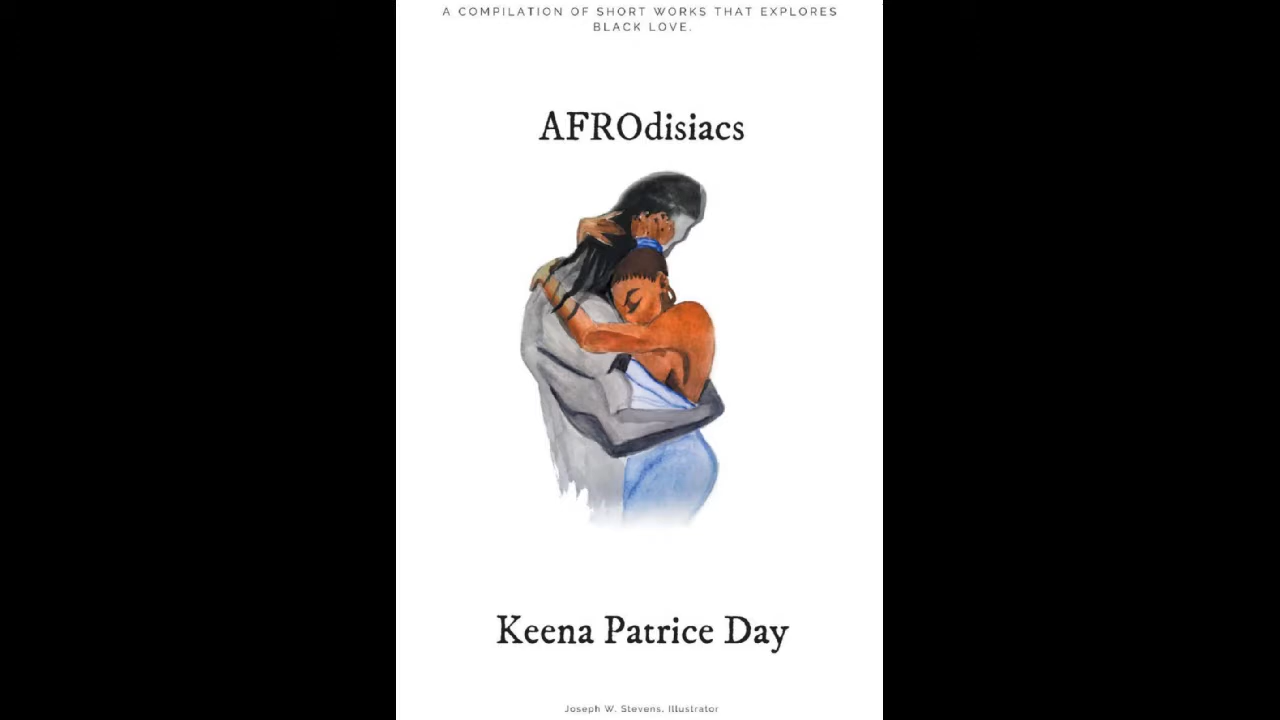 A COMPILATION OF SHORT WORKS THAT EXPLORES
BLACK LOVE.
AFROdisiacs
Keena Patrice Day
Joseph W. Stevens, Illustrator